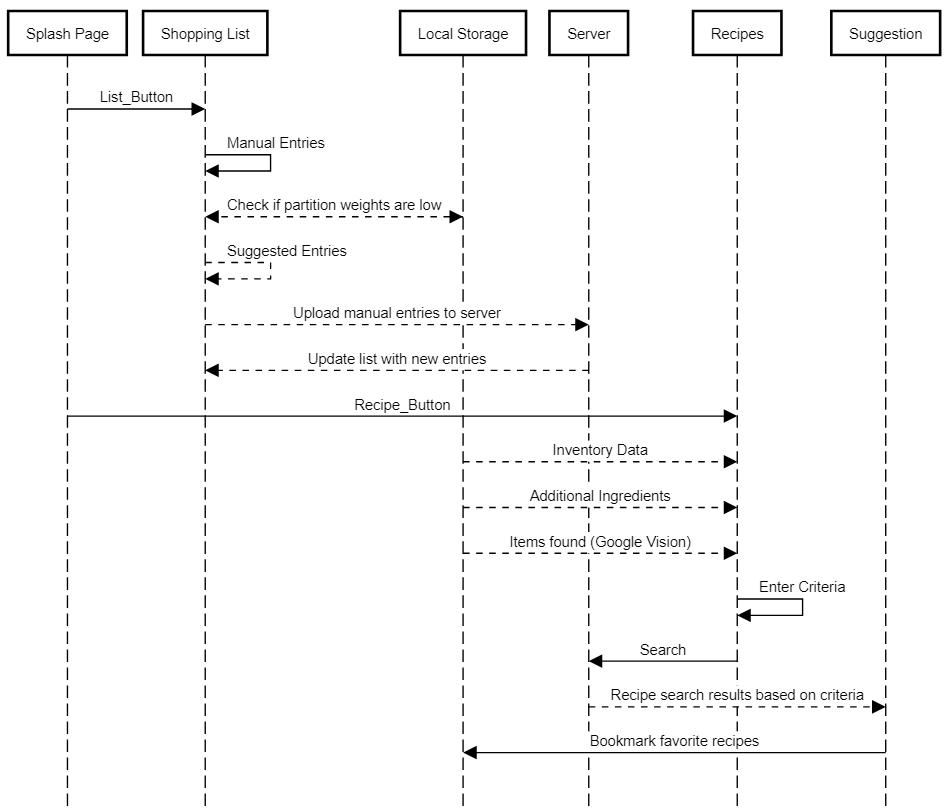 Splash Page
Shopping List
Local Storage
Server
Recipes
Suggestion
List_Button
Manual Entries
Check if partition weights are low
Suggested Entries
Upload manual entries to server
Update list with new entries
Recipe_Button
Inventory Data
Additional Ingredients
Items found (Google Vision)
Enter Criteria
Search
Recipe search results based on criteria
Bookmark favorite recipes